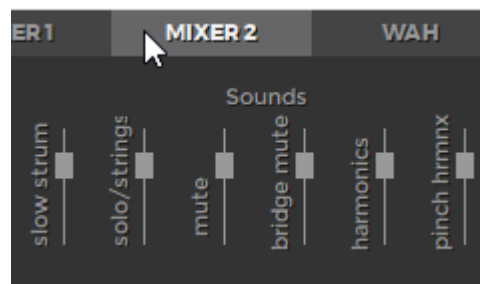 ER 1
MIXER 2
WAH
Sounds
slow strum
solo/strings
mute
bridge mute
harmonics
pinch hrmnx